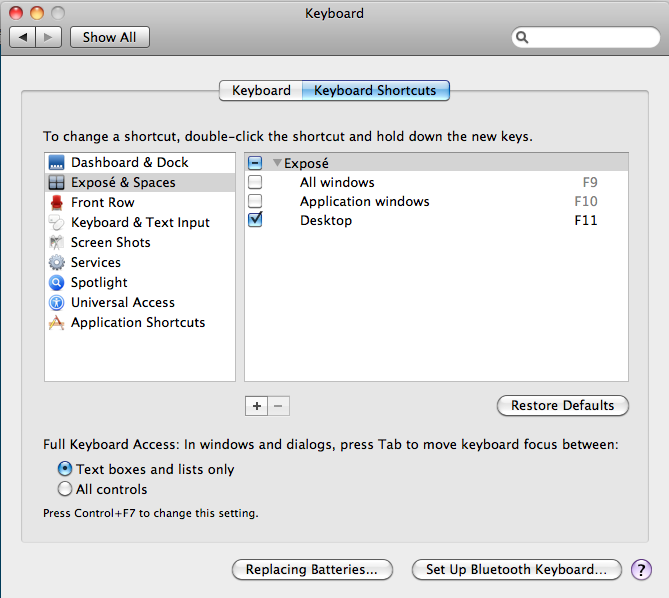 Keyboard
Show All
Keyboard Keyboard Shortcuts
To change a shortcut, double-click the shortcut and hold down the new keys.
Dashboard & Dock
Exposé & Spaces
Front Row
Keyboard & Text Input
Screen Shots
Services
Spotlight
Universal Access
Application Shortcuts
Exposé
All windows F9
Application windows F10
Desktop F11
+ −
Restore Defaults
Full Keyboard Access: In windows and dialogs, press Tab to move keyboard focus between:
Text boxes and lists only
All controls
Press Control+F7 to change this setting.
Replacing Batteries... Set Up Bluetooth Keyboard... ?